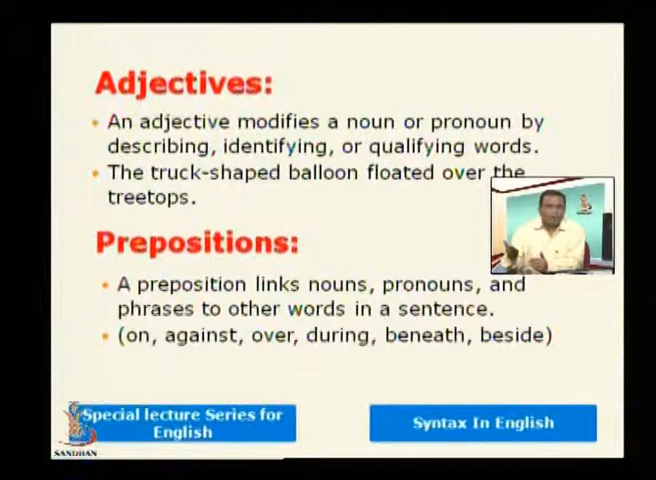 Adjectives:
• An adjective modifies a noun or pronoun by
describing, identifying, or qualifying words.
• The truck-shaped balloon floated over the
treetops.
Prepositions:
• A preposition links nouns, pronouns, and
phrases to other words in a sentence.
• (on, against, over, during, beneath, beside)
Special lecture Series for
English
Syntax In English
SANDHAN